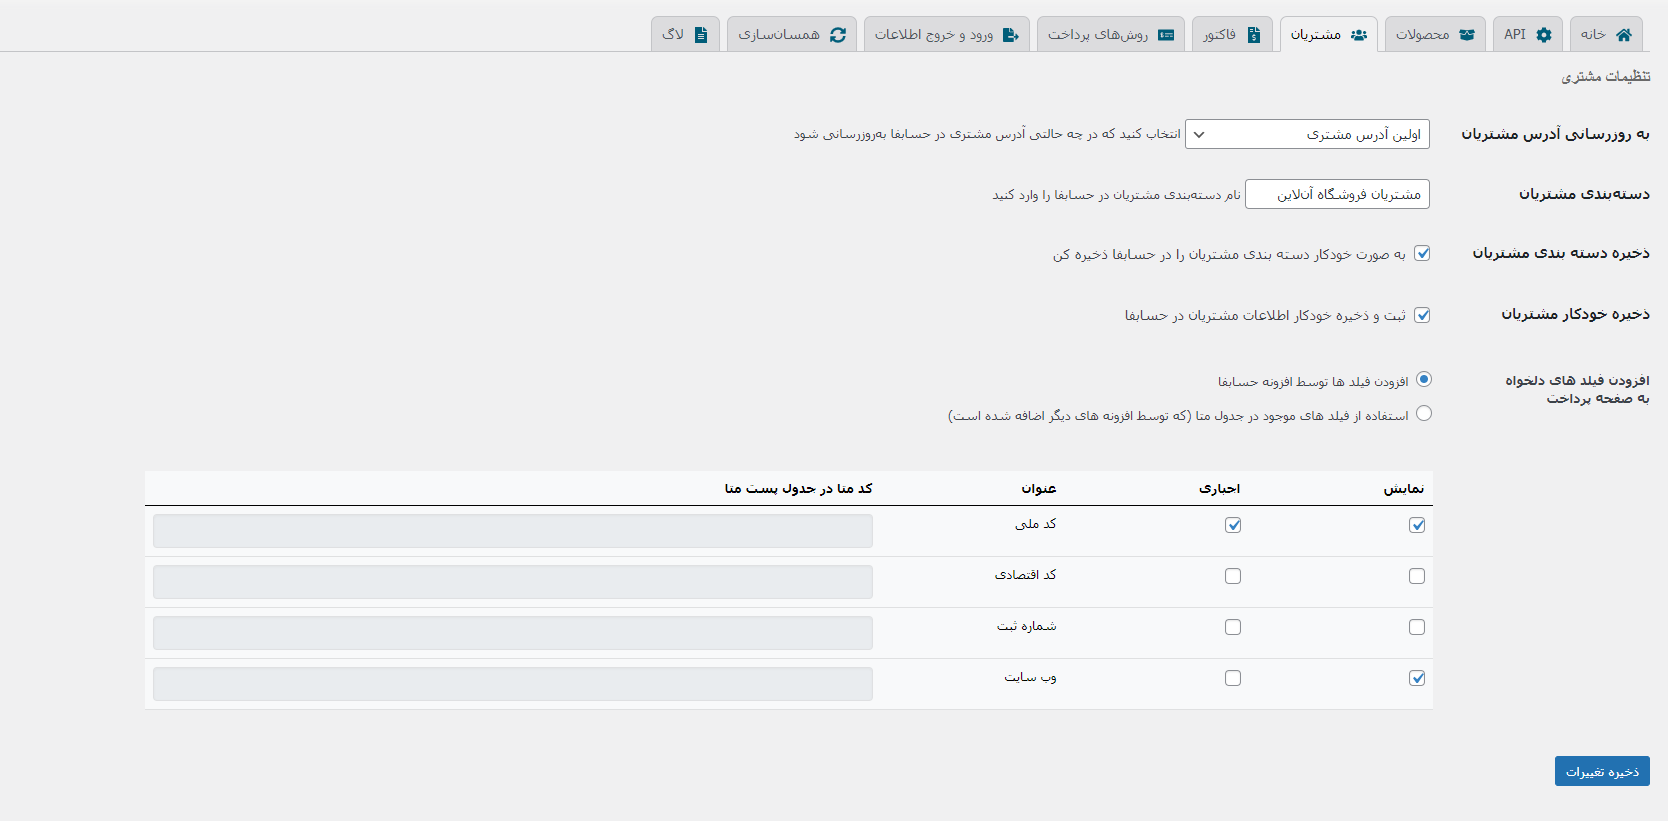 خانه
API
محصولات
مشتریان
فاکتور
روش‌های پرداخت
ورود و خروج اطلاعات
همسان‌سازی
لاگ
تنظیمات مشتری
به روزرسانی آدرس مشتریان
اولین آدرس مشتری
انتخاب کنید که در چه حالتی آدرس مشتری در حسابفا به‌روزرسانی شود
دسته‌بندی مشتریان
مشتریان فروشگاه آن‌لاین
نام دسته‌بندی مشتریان در حسابفا را وارد کنید
ذخیره دسته بندی مشتریان
به صورت خودکار دسته بندی مشتریان را در حسابفا ذخیره کن
ذخیره خودکار مشتریان
ثبت و ذخیره خودکار اطلاعات مشتریان در حسابفا
افزودن فیلد های دلخواه
به صفحه پرداخت
افزودن فیلد ها توسط افزونه حسابفا
استفاده از فیلد های موجود در جدول متا (که توسط افزونه های دیگر اضافه شده است)
نمایش اجباری عنوان کد متا در جدول پست متا
کد ملی
کد اقتصادی
شماره ثبت
وب سایت
ذخیره تغییرات